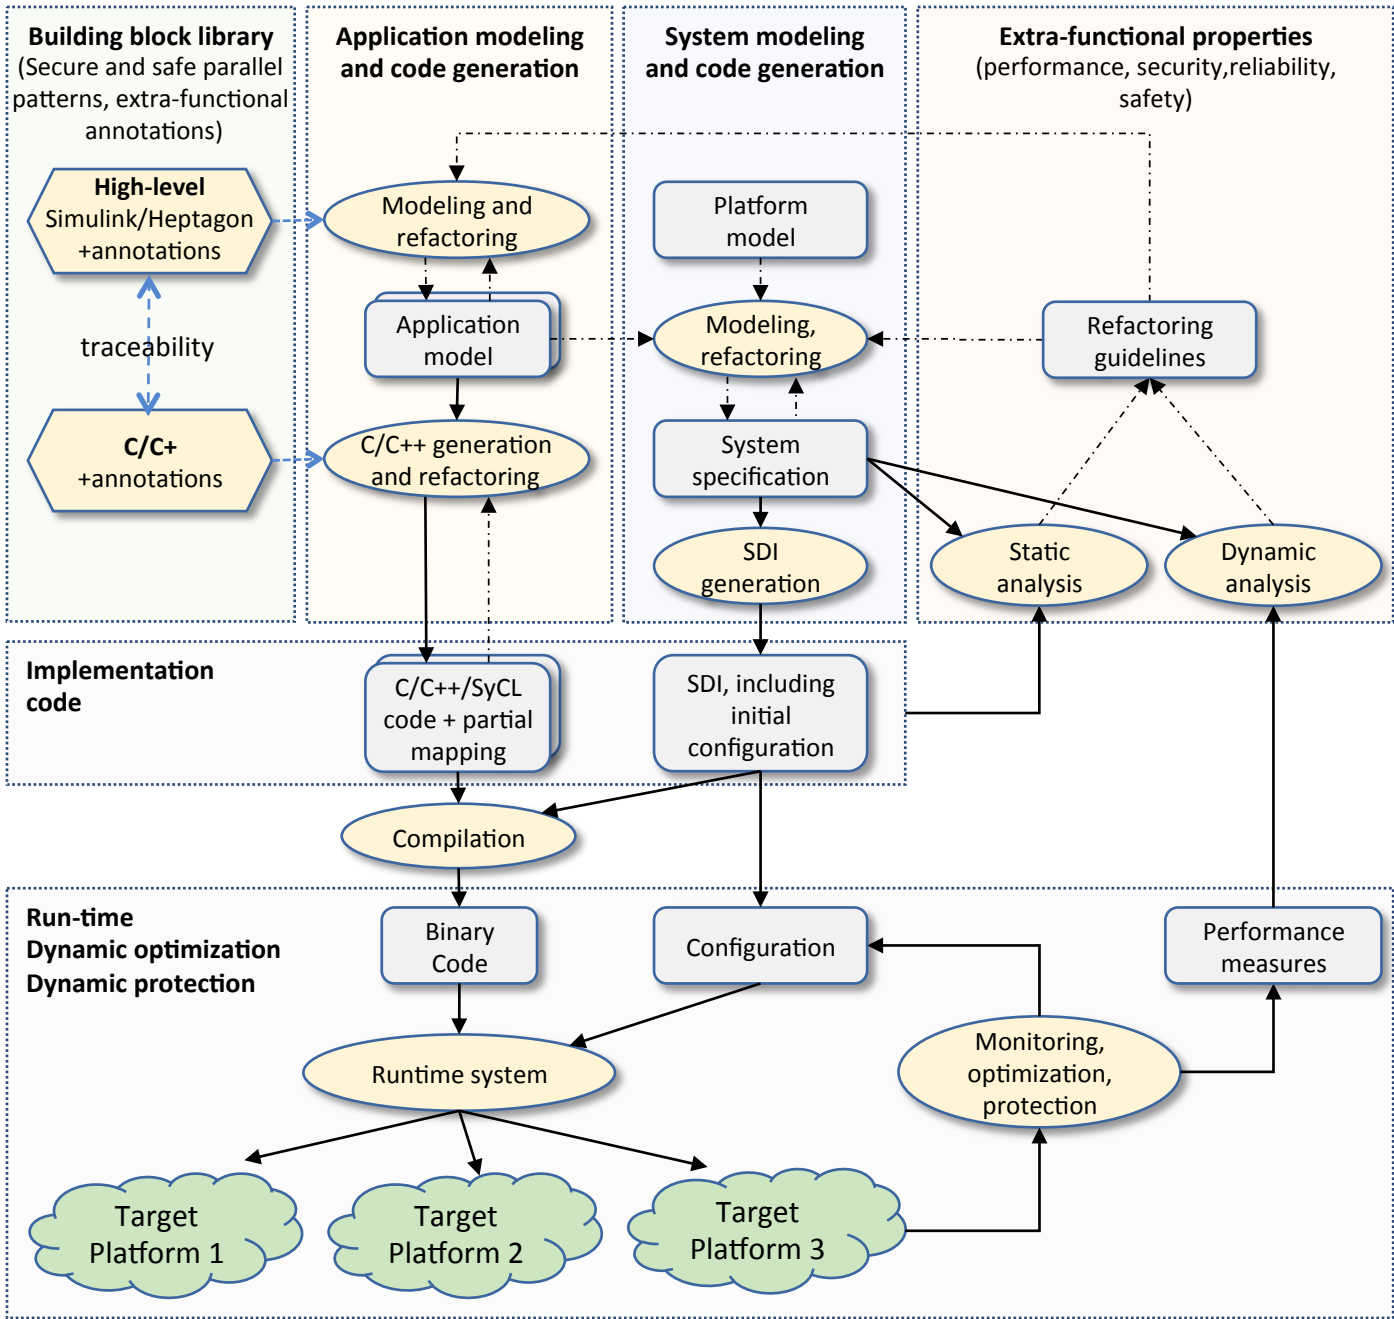 Building block library
(Secure and safe parallel
patterns, extra-functional
annotations)
Application modeling
and code generation
System modeling
and code generation
Extra-functional properties
(performance, security,reliability,
safety)
High-level
Simulink/Heptagon
+annotations
Modeling and
refactoring
Platform
model
traceability
Application
model
Modeling,
refactoring
Refactoring
guidelines
C/C+
+annotations
C/C++ generation
and refactoring
System
specification
SDI
generation
Static
analysis
Dynamic
analysis
Implementation
code
C/C++/SyCL
code + partial
mapping
SDI, including
initial
configuration
Compilation
Run-time
Dynamic optimization
Dynamic protection
Binary
Code
Configuration
Performance
measures
Runtime system
Monitoring,
optimization,
protection
Target
Platform 1
Target
Platform 2
Target
Platform 3